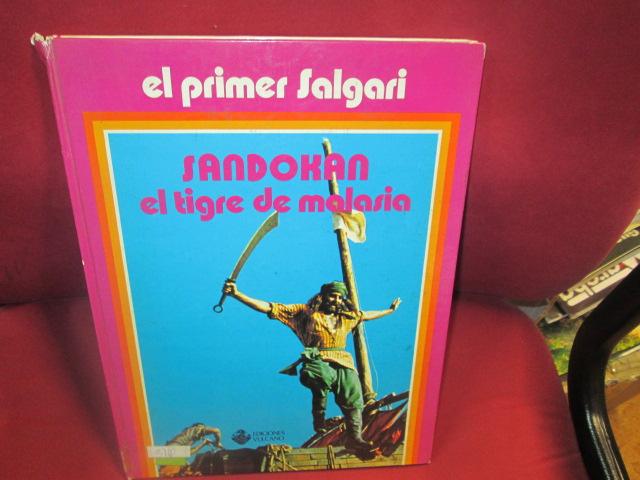 el primer Salgari
SANDOKAN
el tigre de malasia
EDICIONES
VULCANO